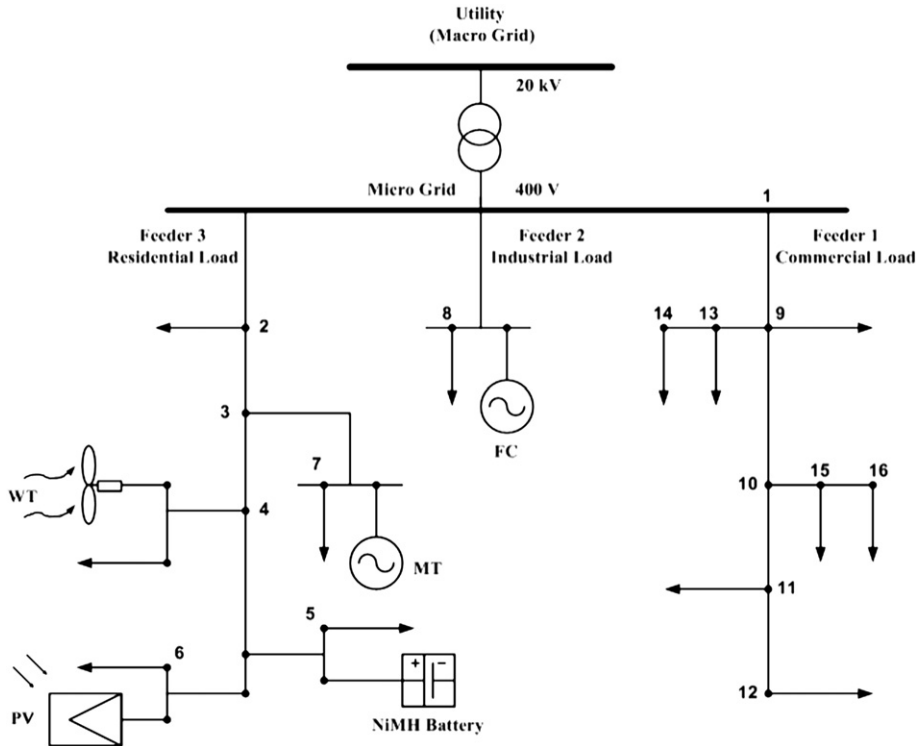 Utility
(Macro Grid)
20 kV
Micro Grid
400 V
1
Feeder 3
Residential Load
Feeder 2
Industrial Load
Feeder 1
Commercial Load
2
8
14
13
9
3
FC
7
15
16
WT
4
10
MT
5
11
6
12
PV
+
−
NiMH Battery